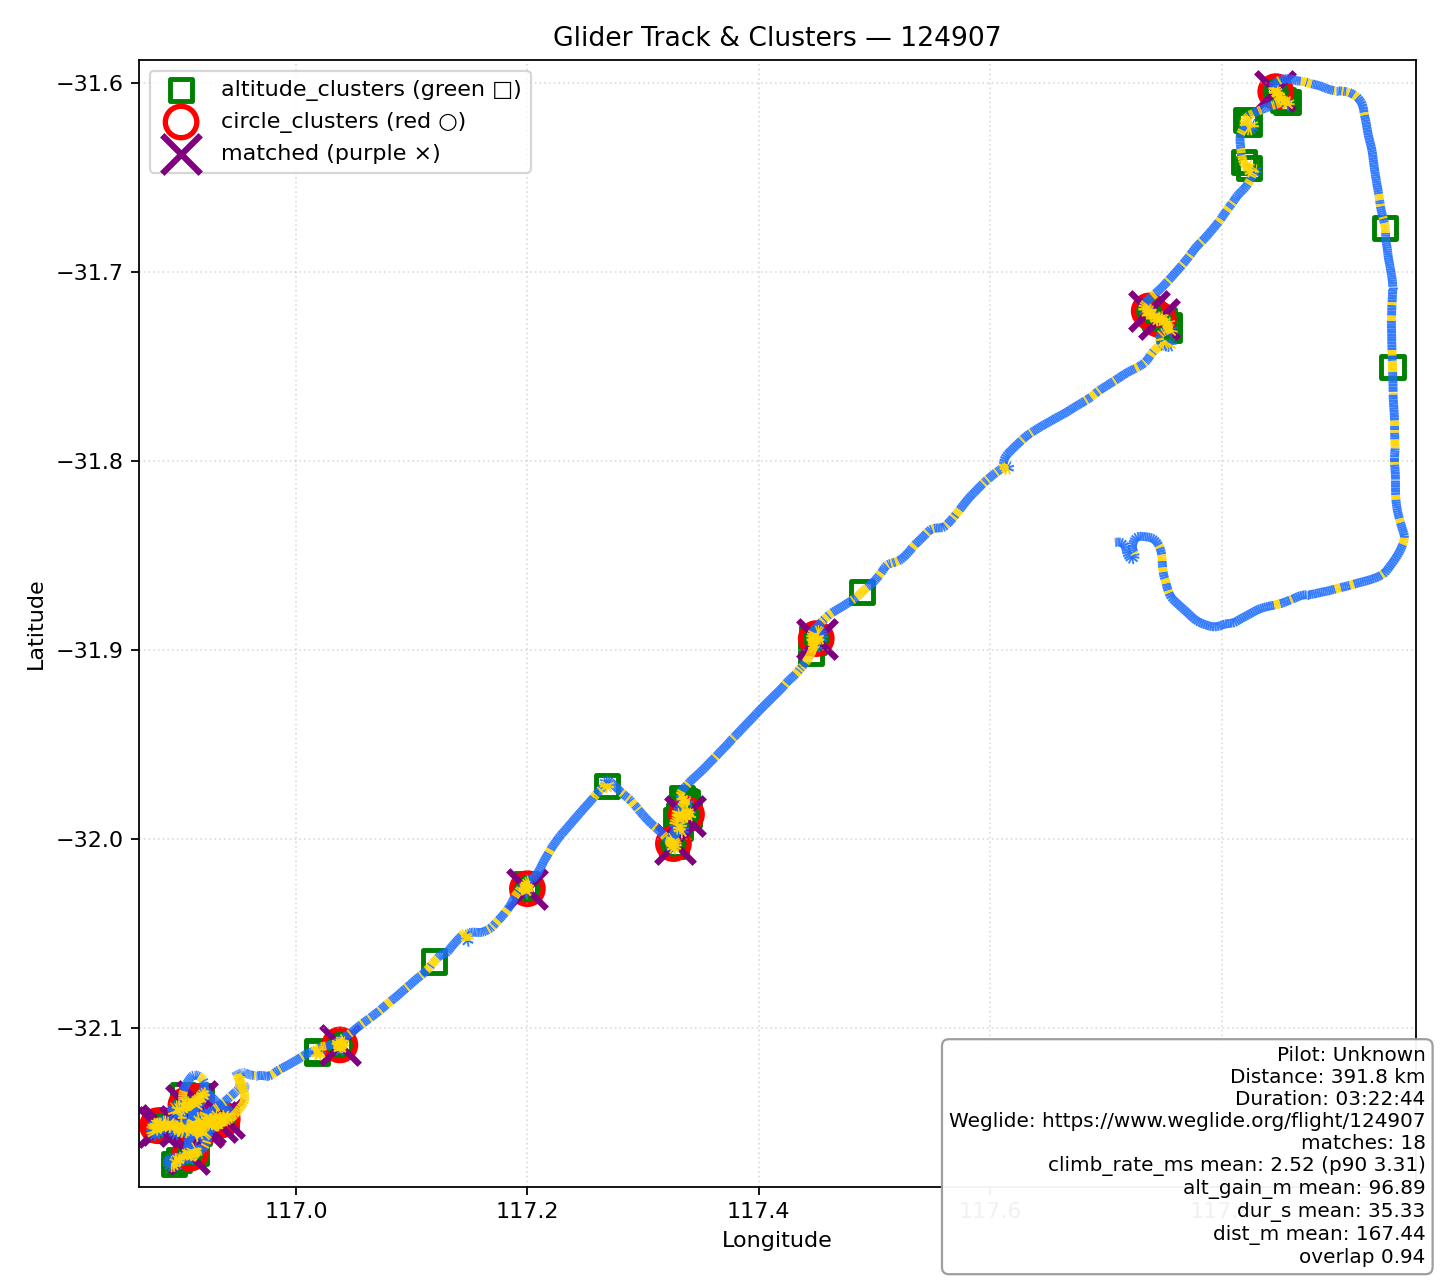 Glider Track & Clusters — 124907
altitude_clusters (green □)
circle_clusters (red ○)
matched (purple ×)
Latitude
−31.6
−31.7
−31.8
−31.9
−32.0
−32.1
117.0
117.2
117.4
117.6
117
Longitude
Pilot: Unknown
Distance: 391.8 km
Duration: 03:22:44
Weglide: https://www.weglide.org/flight/124907
matches: 18
climb_rate_ms mean: 2.52 (p90 3.31)
alt_gain_m mean: 96.89
dur_s mean: 35.33
dist_m mean: 167.44
overlap 0.94